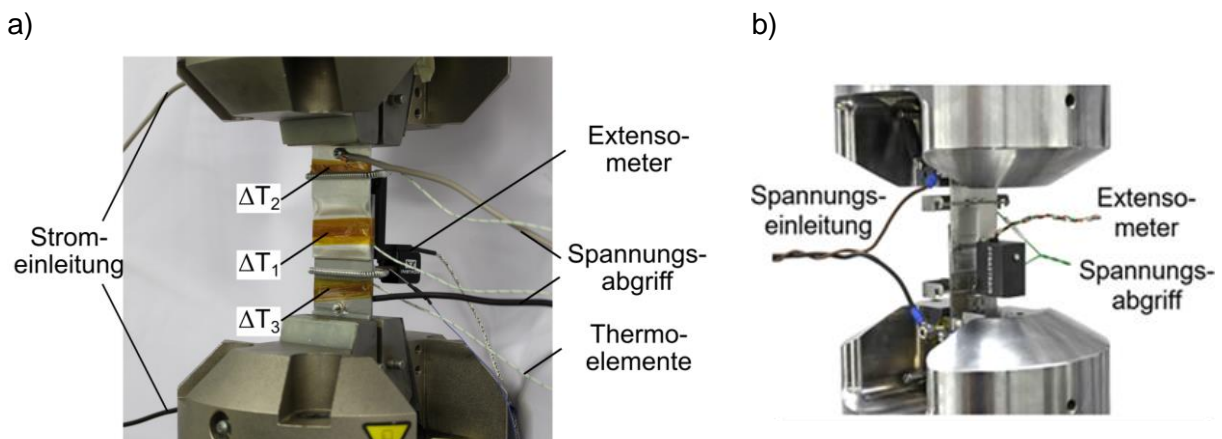 a)
b)
Extenso-
meter
ΔT₂
Strom-
einleitung
ΔT₁
Spannungs-
abgriff
ΔT₃
Thermo-
elemente
Spannungs-
einleitung
Extenso-
meter
Spannungs-
abgriff